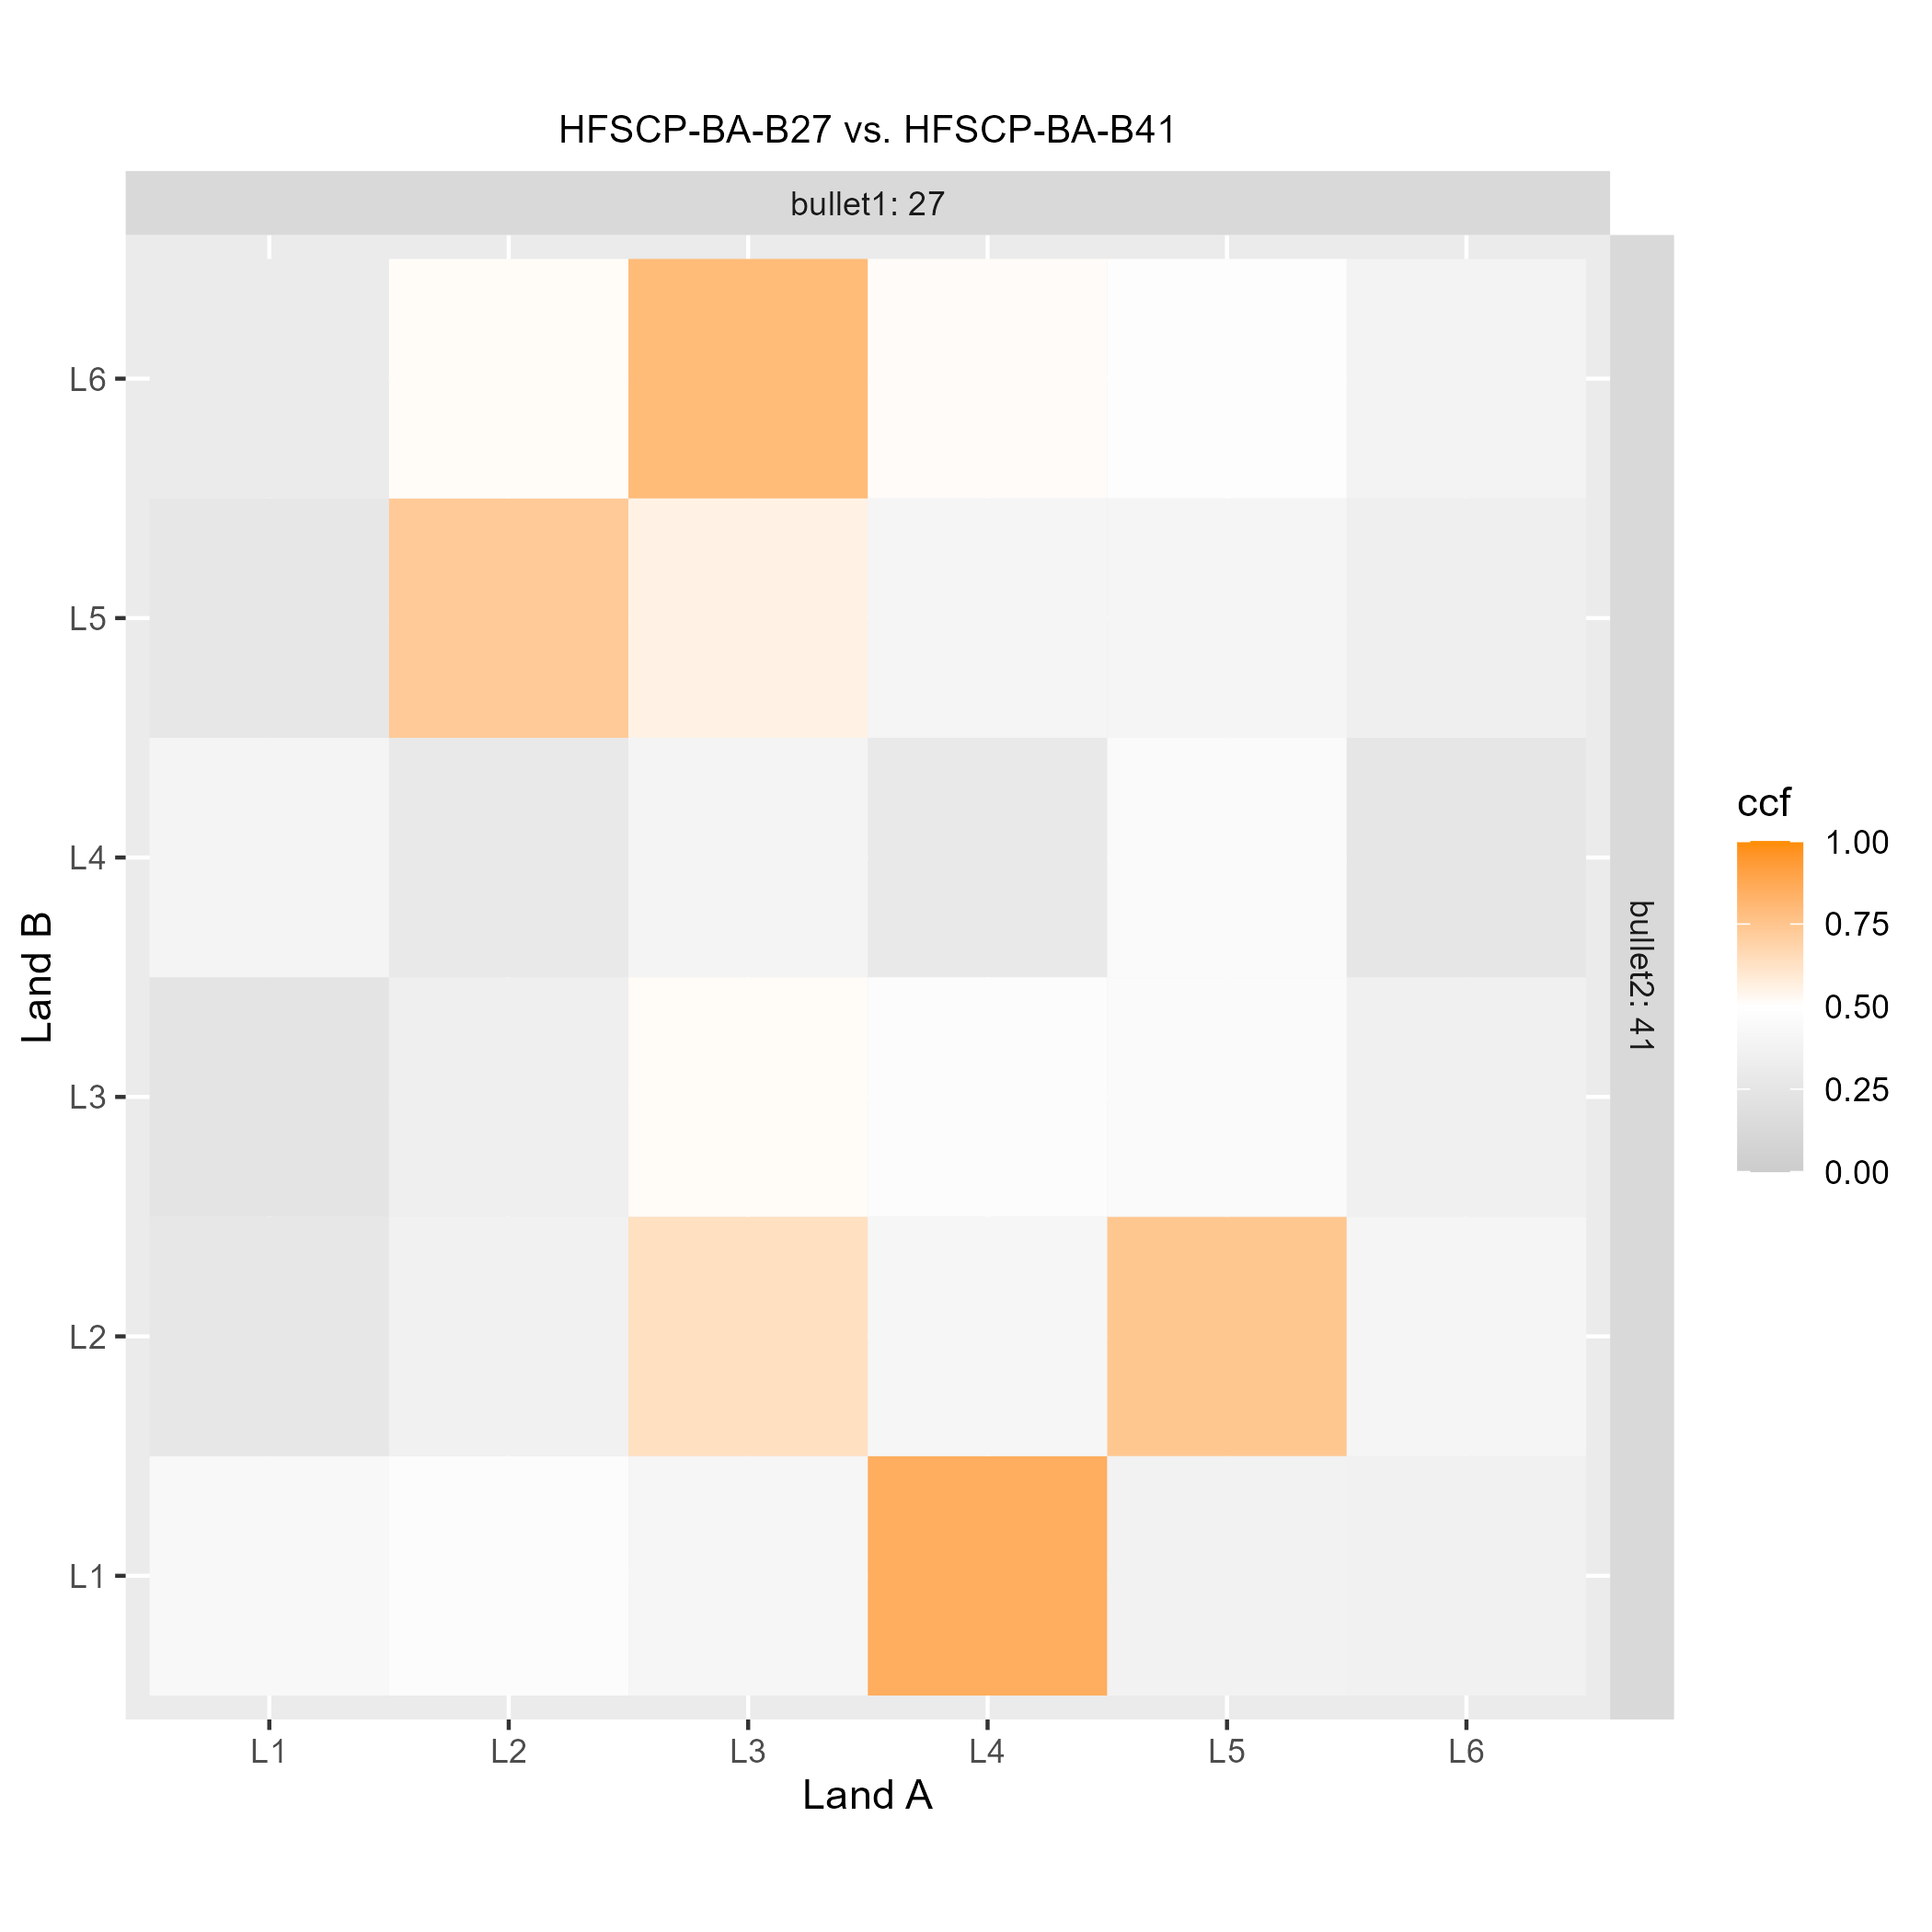 HFSCP-BA-B27 vs. HFSCP-BA-B41
bullet1: 27
L6
L5
L4
L3
L2
L1
Land B
bullet2: 41
L1 L2 L3 L4 L5 L6
Land A
ccf
1.00
0.75
0.50
0.25
0.00